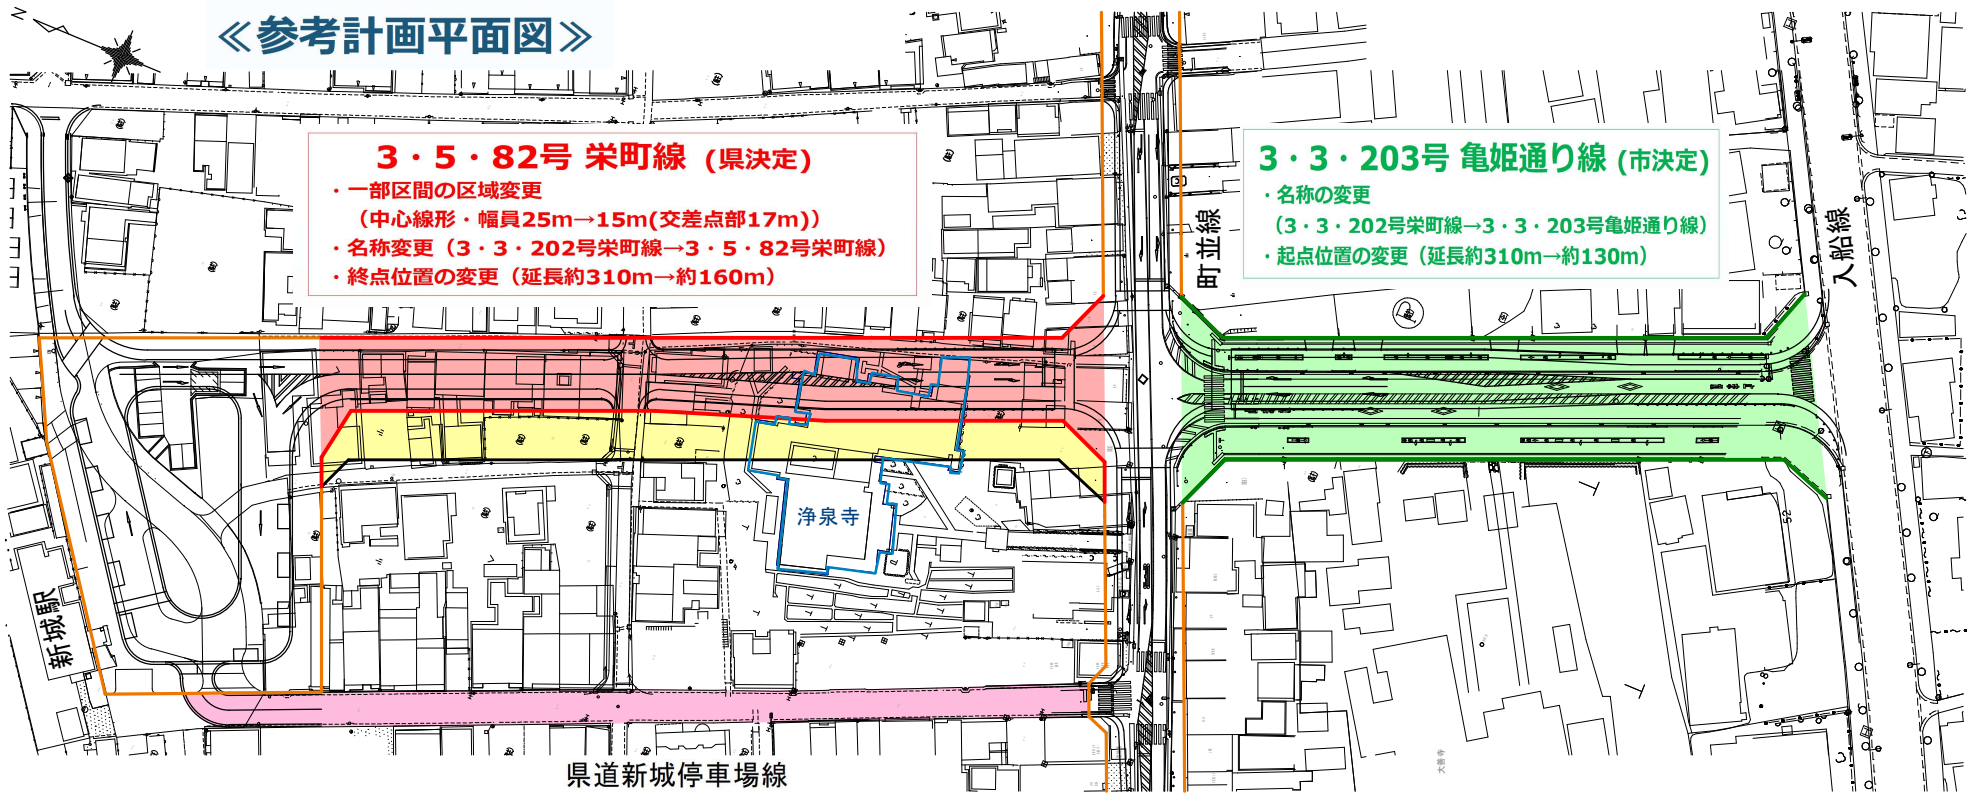 ≪参考計画平面図≫
N
3・5・82号 栄町線 (県決定)
・一部区間の区域変更
（中心線形・幅員25m→15m(交差点部17m)）
・名称変更（3・3・202号栄町線→3・5・82号栄町線）
・終点位置の変更（延長約310m→約160m）
3・3・203号 亀姫通り線 (市決定)
・名称の変更
（3・3・202号栄町線→3・3・203号亀姫通り線）
・起点位置の変更（延長約310m→約130m）
町並線
入船線
浄泉寺
新城駅
県道新城停車場線
大善寺
52